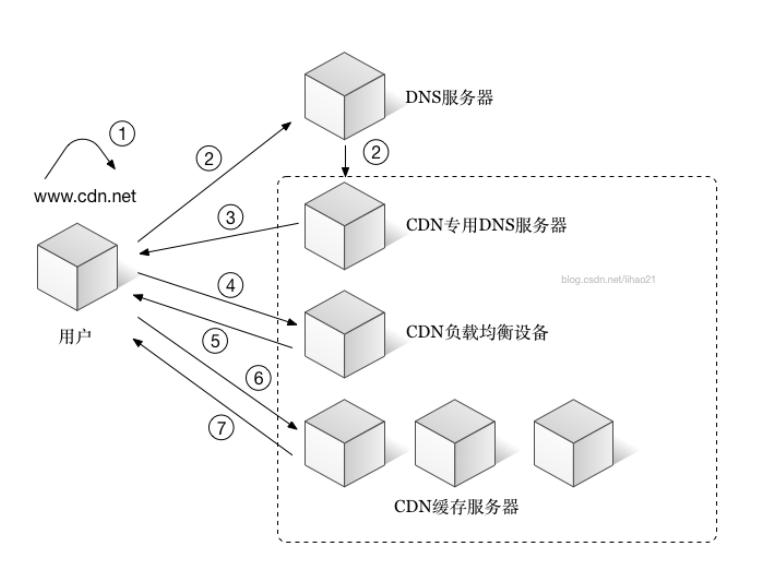 DNS服务器
①
②
②
www.cdn.net
③
CDN专用DNS服务器
④
blog.csdn.net/lihao21
用户
⑤
CDN负载均衡设备
⑥
⑦
CDN缓存服务器